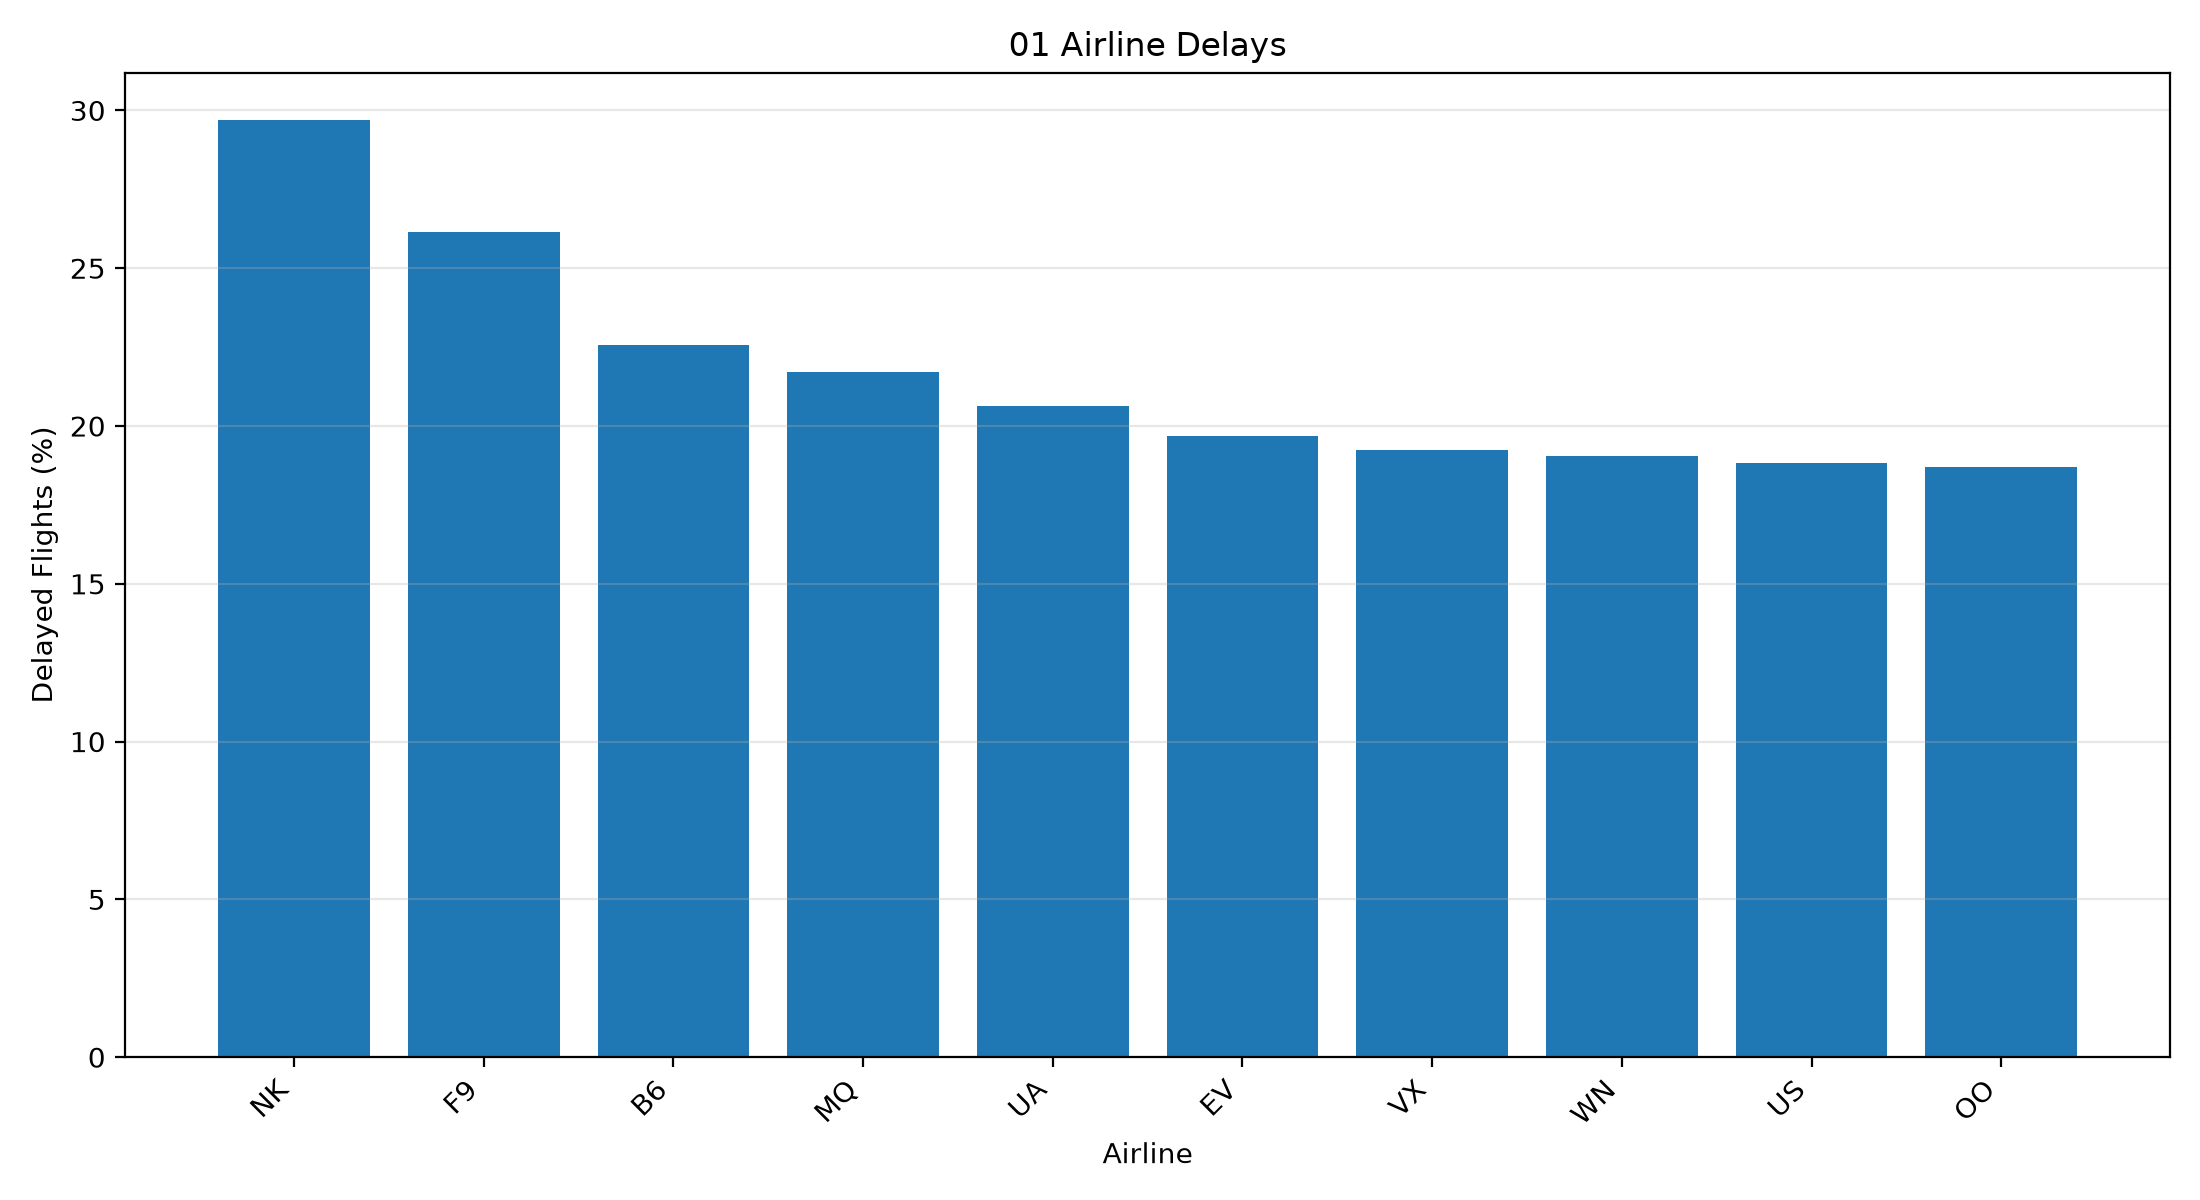 01 Airline Delays
Delayed Flights (%)
30
25
20
15
10
5
0
NK F9 B6 MQ UA EV VX WN US OO
Airline